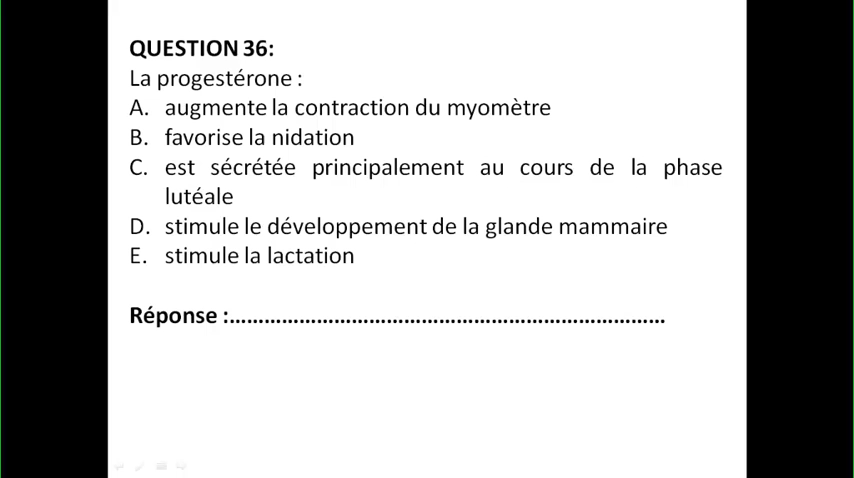 QUESTION 36:
La progestérone :
A. augmente la contraction du myomètre
B. favorise la nidation
C. est sécrétée principalement au cours de la phase
lutéale
D. stimule le développement de la glande mammaire
E. stimule la lactation
Réponse :...........................................................................